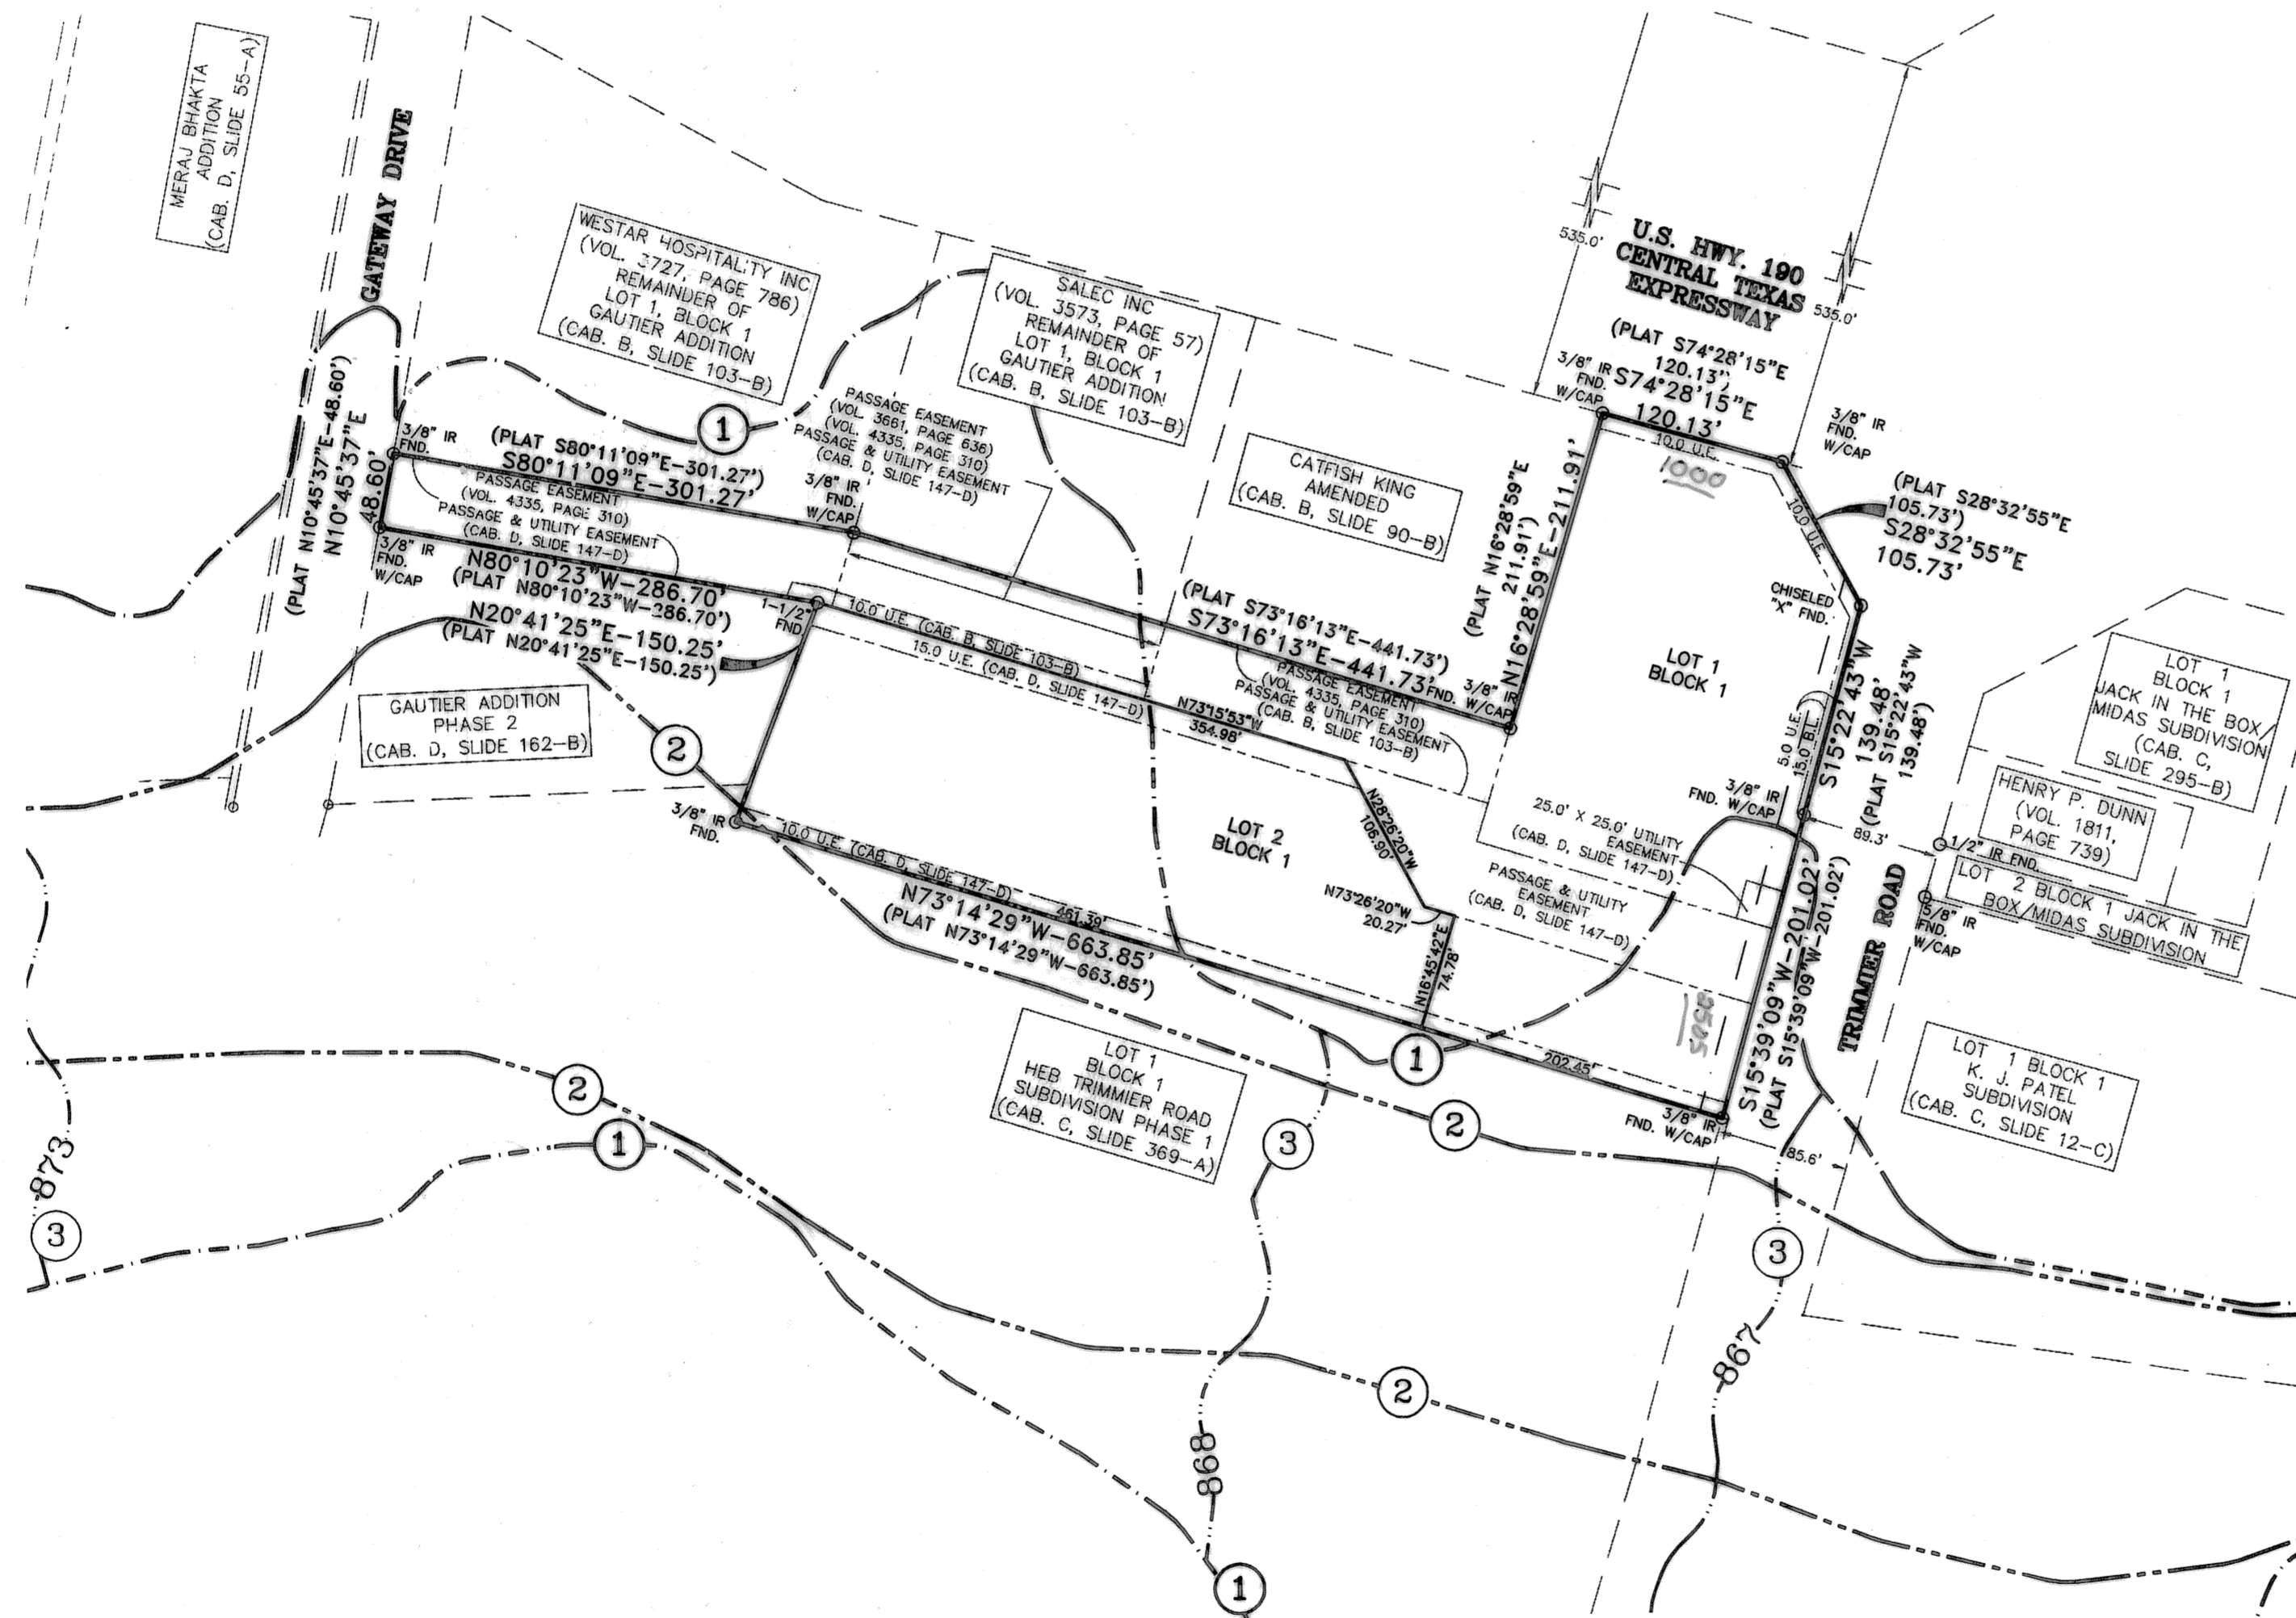 MERAJ BHAKTA
ADDITION
(CAB. D, SLIDE 55-A)
GATEWAY DRIVE
WESTAR HOSPITALITY INC
(VOL. 3727, PAGE 786)
REMAINDER OF
LOT 1, BLOCK 1
GAUTIER ADDITION
(CAB. B, SLIDE 103-B)
SALEC INC
(VOL. 3573, PAGE 57)
REMAINDER OF
LOT 1, BLOCK 1
GAUTIER ADDITION
(CAB. B, SLIDE 103-B)
535.0'
U.S. HWY. 190
CENTRAL TEXAS
EXPRESSWAY
535.0'
(PLAT S74°28'15"E
120.13')
S74°28'15"E
120.13'
3/8" IR
FND.
W/CAP
10.0 U.E.
1000
3/8" IR
FND.
W/CAP
(PLAT S28°32'55"E
105.73')
S28°32'55"E
105.73'
10.0 U.E.
CHISELED
"X" FND.
(PLAT N10°45'37"E-48.60')
N10°45'37"E
48.60'
3/8" IR
FND.
(PLAT S80°11'09"E-301.27')
S80°11'09"E-301.27'
PASSAGE EASEMENT
(VOL. 4335, PAGE 310)
PASSAGE & UTILITY EASEMENT
(CAB. D, SLIDE 147-D)
3/8" IR
FND.
W/CAP
N80°10'23"W-286.70'
(PLAT N80°10'23"W-286.70')
N20°41'25"E-150.25'
(PLAT N20°41'25"E-150.25')
1-1/2"
FND
1
PASSAGE EASEMENT
(VOL. 3661, PAGE 636)
(VOL. 4335, PAGE 310)
PASSAGE & UTILITY EASEMENT
(CAB. D, SLIDE 147-D)
3/8" IR
FND.
W/CAP
CATFISH KING
AMENDED
(CAB. B, SLIDE 90-B)
(PLAT N16°28'59"E
211.91')
N16°28'59"E-211.91'
(PLAT S73°16'13"E-441.73')
S73°16'13"E-441.73'
3/8" IR
FND. W/CAP
PASSAGE EASEMENT
(VOL. 4335, PAGE 310)
PASSAGE & UTILITY EASEMENT
(CAB. B, SLIDE 103-B)
10.0 U.E. (CAB. B, SLIDE 103-B)
15.0 U.E. (CAB. D, SLIDE 147-D)
N73°15'53"W
354.98'
LOT 1
BLOCK 1
5.0 U.E.
15.0 B.L.
S15°22'43"W
139.48'
(PLAT S15°22'43"W
139.48')
3/8" IR
FND. W/CAP
LOT 1
BLOCK 1
JACK IN THE BOX/
MIDAS SUBDIVISION
(CAB. C,
SLIDE 295-B)
HENRY P. DUNN
(VOL. 1811,
PAGE 739)
89.3'
1/2" IR FND.
LOT 2 BLOCK 1 JACK IN THE
BOX/MIDAS SUBDIVISION
5/8" IR
FND.
W/CAP
GAUTIER ADDITION
PHASE 2
(CAB. D, SLIDE 162-B)
2
3/8" IR
FND.
10.0 U.E. (CAB. D, SLIDE 147-D)
461.39'
N73°14'29"W-663.85'
(PLAT N73°14'29"W-663.85')
LOT 2
BLOCK 1
N28°26'20"W
106.90'
N73°26'20"W
20.27'
N16°45'42"E
74.78'
25.0' X 25.0' UTILITY
EASEMENT
(CAB. D, SLIDE 147-D)
PASSAGE & UTILITY
EASEMENT
(CAB. D, SLIDE 147-D)
2505
202.45'
S15°39'09"W-201.02'
(PLAT S15°39'09"W-201.02')
TRIMMIER ROAD
3/8" IR
FND. W/CAP
85.6'
LOT 1 BLOCK 1
K. J. PATEL
SUBDIVISION
(CAB. C, SLIDE 12-C)
LOT 1
BLOCK 1
HEB TRIMMIER ROAD
SUBDIVISION PHASE 1
(CAB. C, SLIDE 369-A)
1
2
3
2
1
873
3
3
867
2
868
1